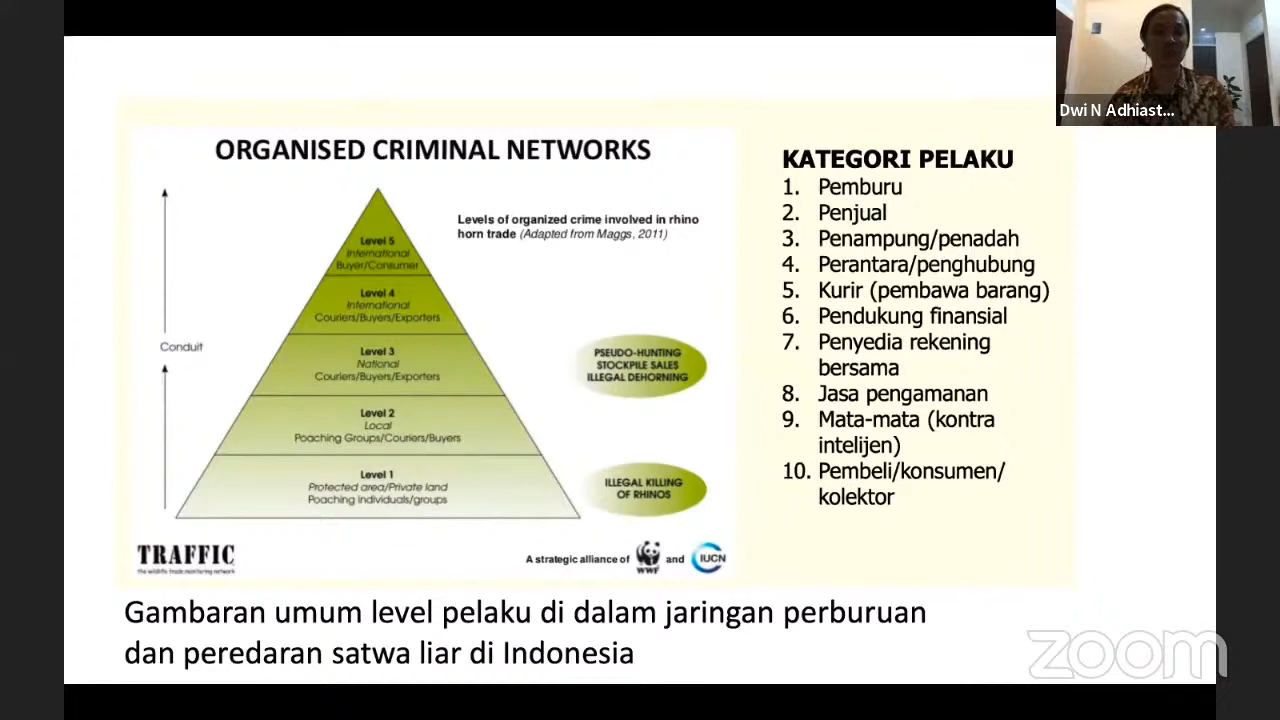 Dwi N Adhiast...
ORGANISED CRIMINAL NETWORKS
Levels of organized crime involved in rhino
horn trade (Adapted from Maggs, 2011)
Level 5
International
Buyer/Consumer
Level 4
International
Couriers/Buyers/Exporters
Conduit
Level 3
National
Couriers/Buyers/Exporters
PSEUDO-HUNTING
STOCKPILE SALES
ILLEGAL DEHORNING
Level 2
Local
Poaching Groups/Couriers/Buyers
Level 1
Protected area/Private land
Poaching individuals/groups
ILLEGAL KILLING
OF RHINOS
TRAFFIC
the wildlife trade monitoring network
A strategic alliance of WWF and IUCN
KATEGORI PELAKU
1. Pemburu
2. Penjual
3. Penampung/penadah
4. Perantara/penghubung
5. Kurir (pembawa barang)
6. Pendukung finansial
7. Penyedia rekening
bersama
8. Jasa pengamanan
9. Mata-mata (kontra
intelijen)
10. Pembeli/konsumen/
kolektor
Gambaran umum level pelaku di dalam jaringan perburuan
dan peredaran satwa liar di Indonesia
zoom